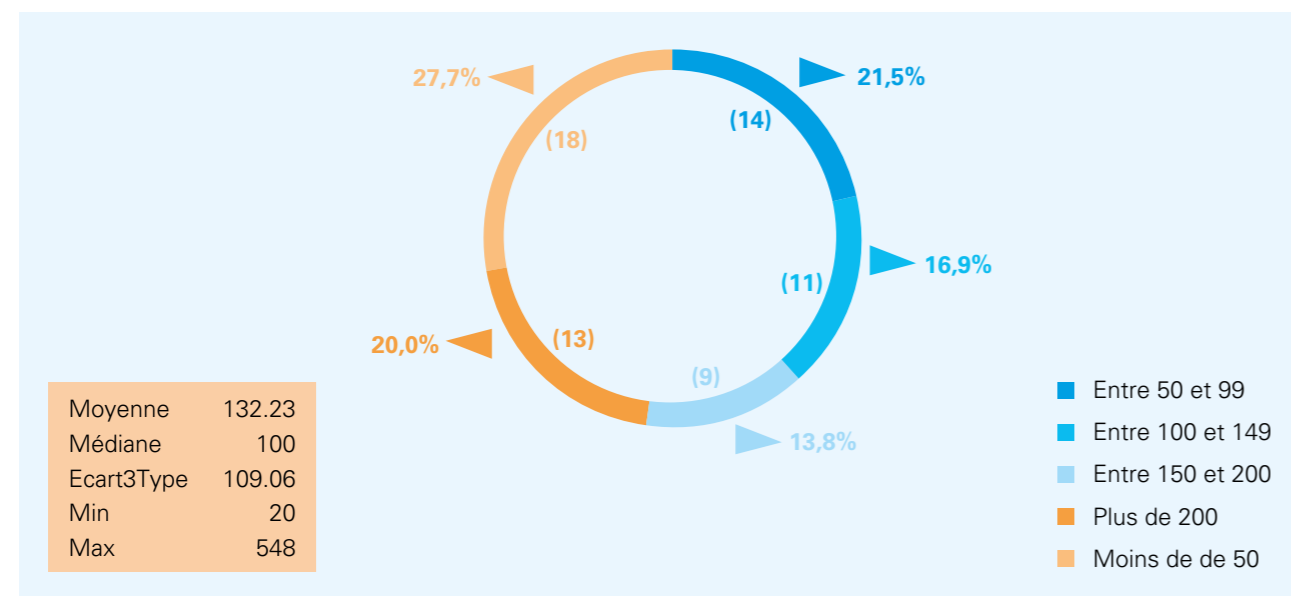 27,7%
21,5%
(14)
(18)
16,9%
(11)
20,0%
(13)
(9)
13,8%
Moyenne 132.23
Médiane 100
Ecart3Type 109.06
Min 20
Max 548
Entre 50 et 99
Entre 100 et 149
Entre 150 et 200
Plus de 200
Moins de de 50